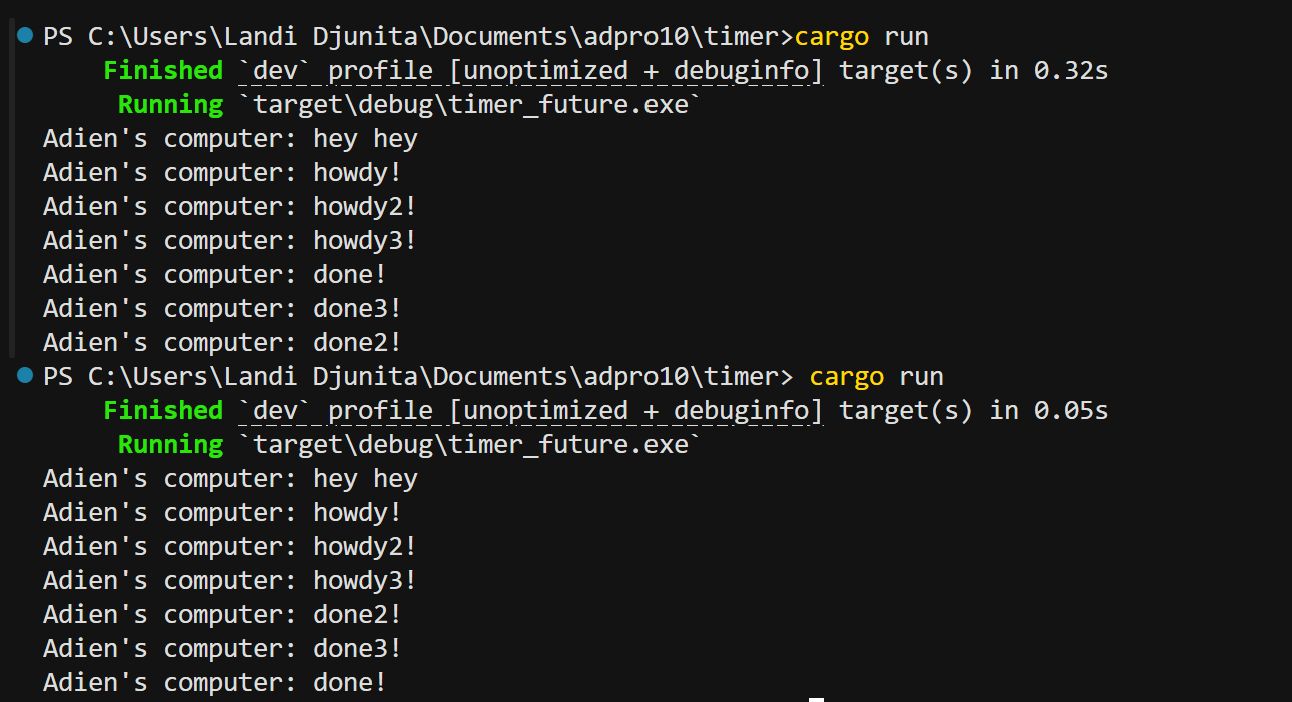 PS C:\Users\Landi Djunita\Documents\adpro10\timer>cargo run
    Finished `dev` profile [unoptimized + debuginfo] target(s) in 0.32s
     Running `target\debug\timer_future.exe`
Adien's computer: hey hey
Adien's computer: howdy!
Adien's computer: howdy2!
Adien's computer: howdy3!
Adien's computer: done!
Adien's computer: done3!
Adien's computer: done2!
PS C:\Users\Landi Djunita\Documents\adpro10\timer> cargo run
    Finished `dev` profile [unoptimized + debuginfo] target(s) in 0.05s
     Running `target\debug\timer_future.exe`
Adien's computer: hey hey
Adien's computer: howdy!
Adien's computer: howdy2!
Adien's computer: howdy3!
Adien's computer: done2!
Adien's computer: done3!
Adien's computer: done!